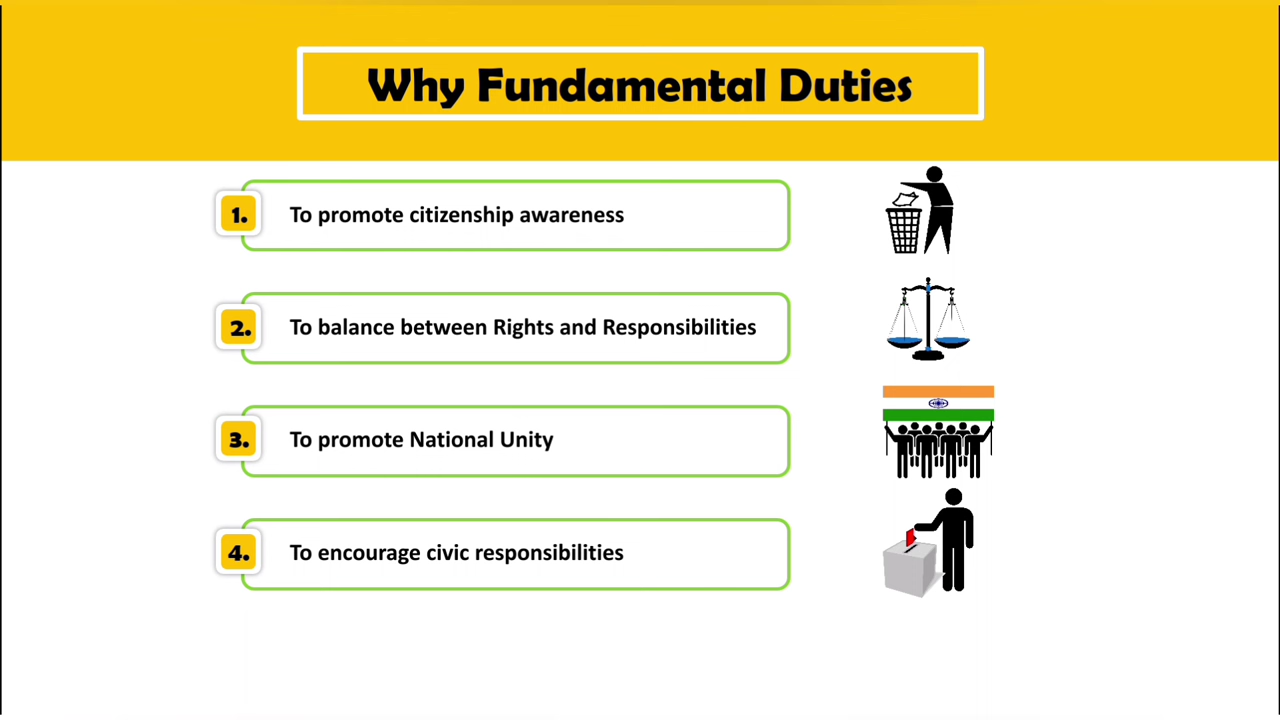 Why Fundamental Duties
1. To promote citizenship awareness
2. To balance between Rights and Responsibilities
3. To promote National Unity
4. To encourage civic responsibilities